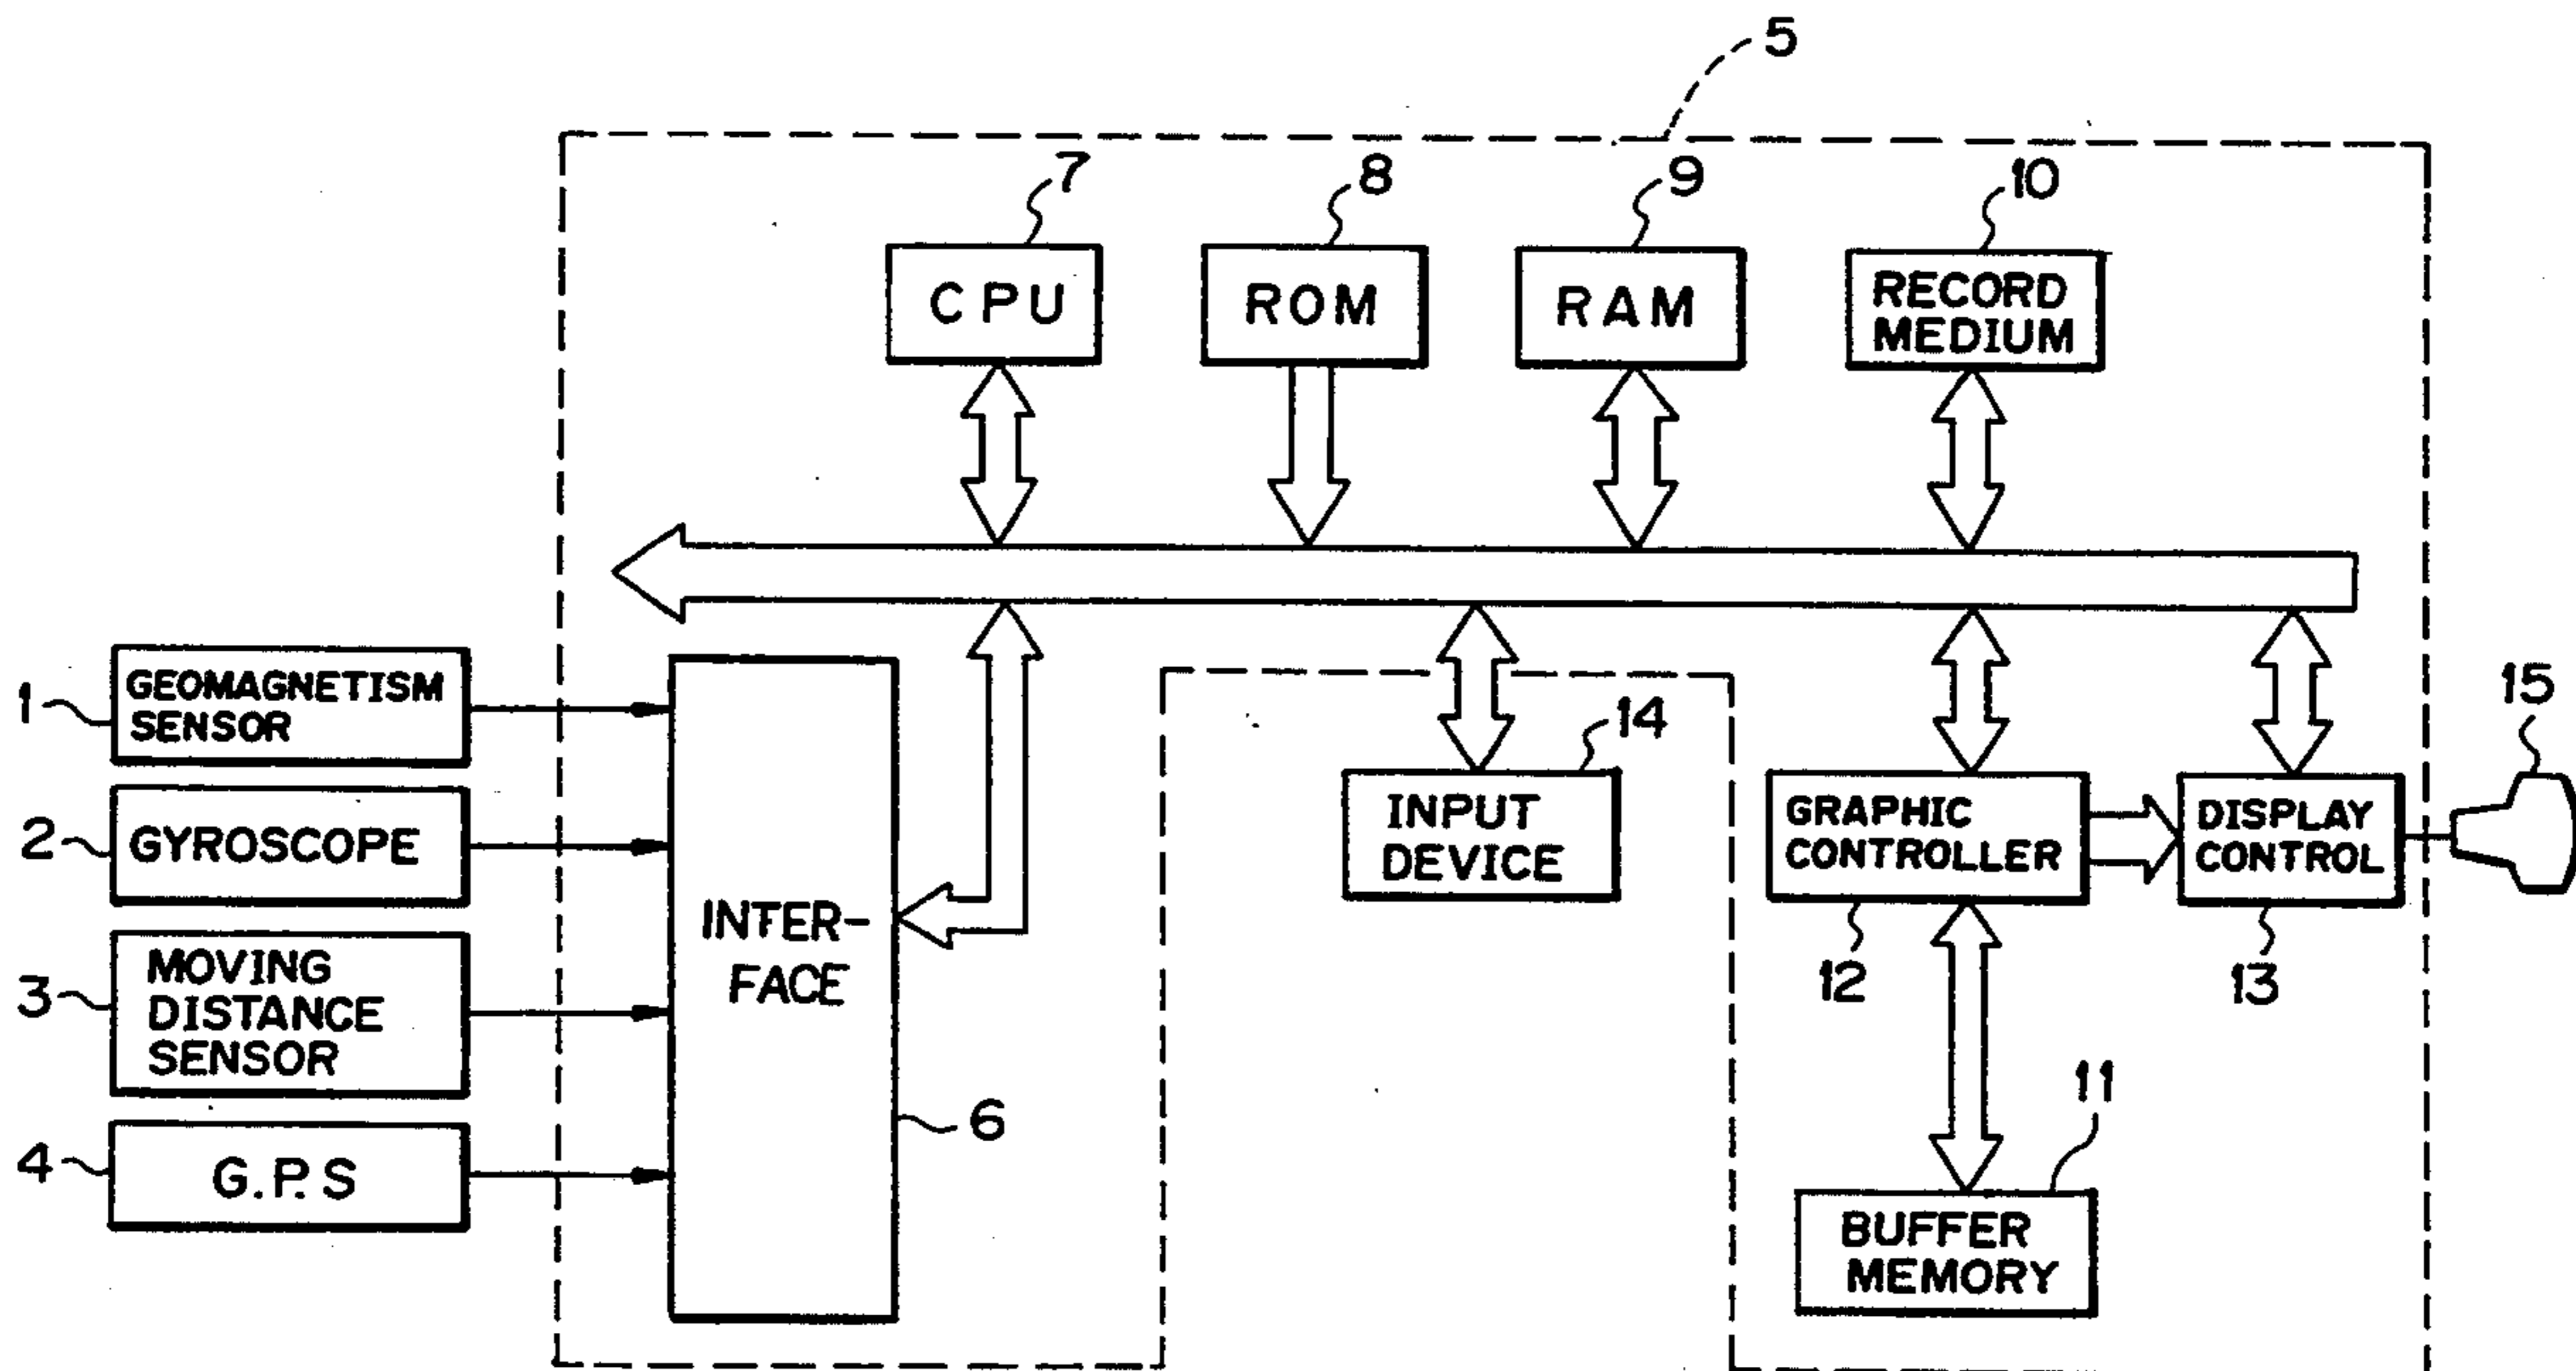 5
7
8
9
10
CPU
ROM
RAM
RECORD
MEDIUM
1
GEOMAGNETISM
SENSOR
2
GYROSCOPE
3
MOVING
DISTANCE
SENSOR
4
G.P.S
INTER-
FACE
6
14
INPUT
DEVICE
GRAPHIC
CONTROLLER
12
DISPLAY
CONTROL
13
15
11
BUFFER
MEMORY